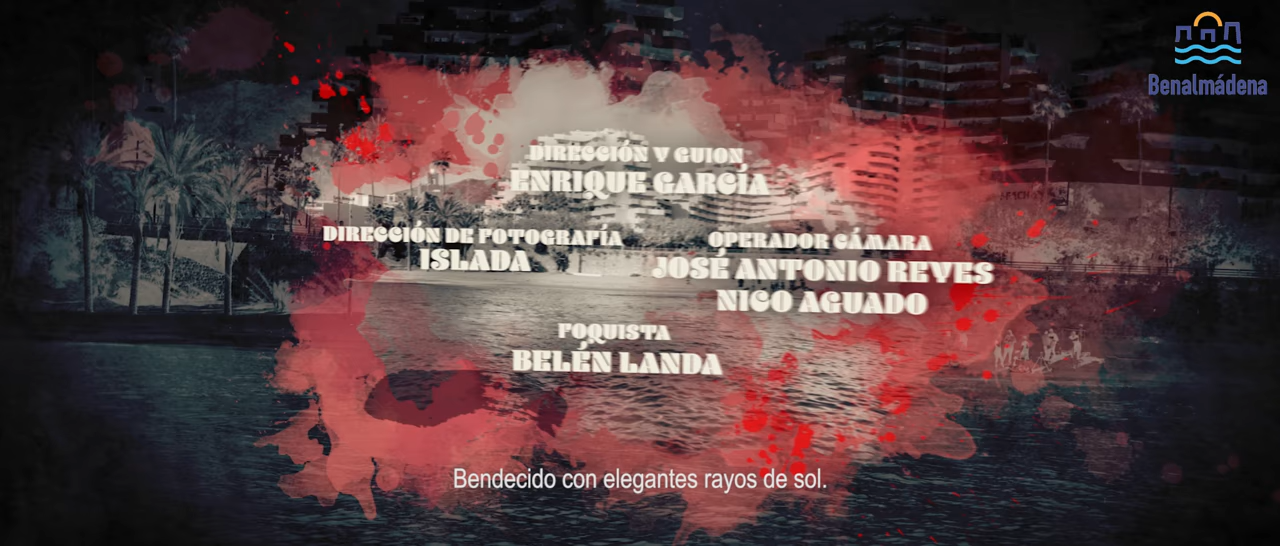 Benalmádena
DIRECCIÓN Y GUION
ENRIQUE GARCÍA
DIRECCIÓN DE FOTOGRAFÍA
ISLADA
OPERADOR CÁMARA
JOSÉ ANTONIO REYES
NICO AGUADO
FOQUISTA
BELÉN LANDA
Bendecido con elegantes rayos de sol.